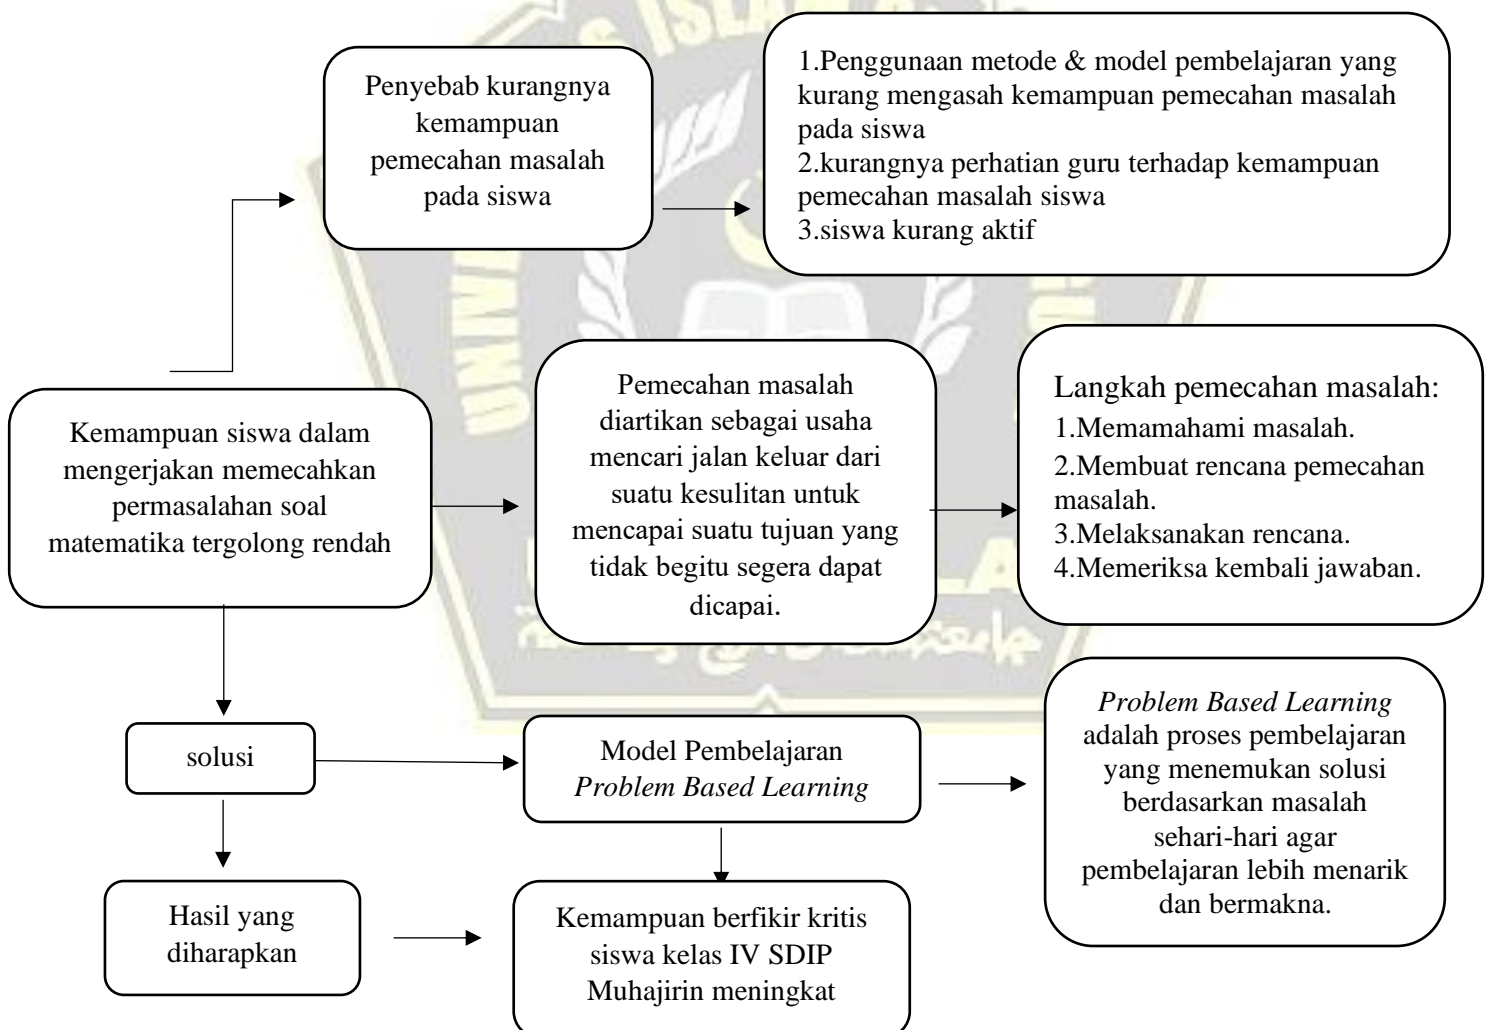 Penyebab kurangnya
kemampuan
pemecahan masalah
pada siswa
1.Penggunaan metode & model pembelajaran yang
kurang mengasah kemampuan pemecahan masalah
pada siswa
2.kurangnya perhatian guru terhadap kemampuan
pemecahan masalah siswa
3.siswa kurang aktif
Kemampuan siswa dalam
mengerjakan memecahkan
permasalahan soal
matematika tergolong rendah
Pemecahan masalah
diartikan sebagai usaha
mencari jalan keluar dari
suatu kesulitan untuk
mencapai suatu tujuan yang
tidak begitu segera dapat
dicapai.
Langkah pemecahan masalah:
1.Memamahami masalah.
2.Membuat rencana pemecahan
masalah.
3.Melaksanakan rencana.
4.Memeriksa kembali jawaban.
solusi
Model Pembelajaran
Problem Based Learning
Problem Based Learning
adalah proses pembelajaran
yang menemukan solusi
berdasarkan masalah
sehari-hari agar
pembelajaran lebih menarik
dan bermakna.
Hasil yang
diharapkan
Kemampuan berfikir kritis
siswa kelas IV SDIP
Muhajirin meningkat